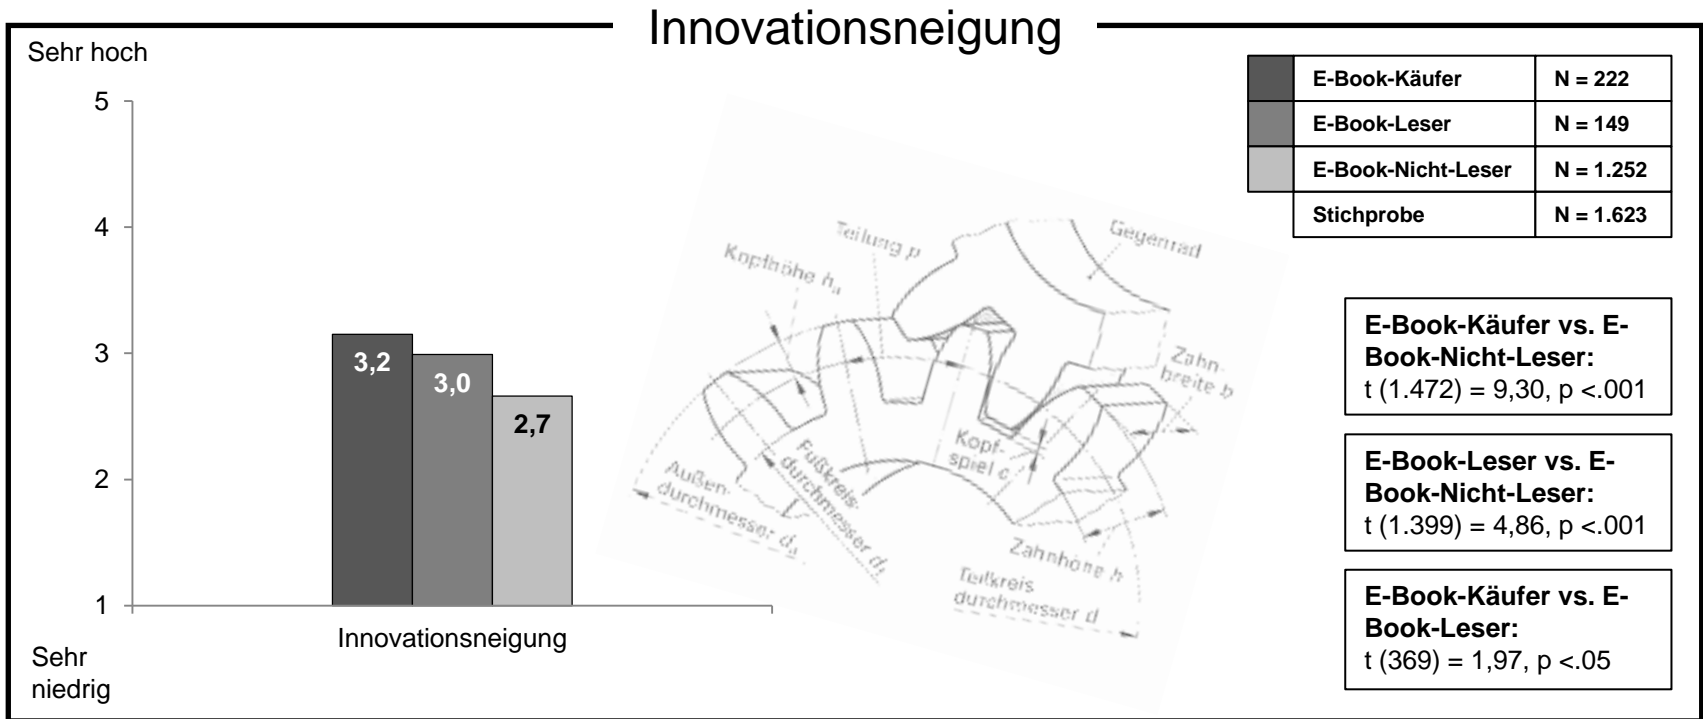 Innovationsneigung
Sehr hoch
5
4
3
2
1
3,2
3,0
2,7
Innovationsneigung
Sehr
niedrig
E-Book-Käufer N = 222
E-Book-Leser N = 149
E-Book-Nicht-Leser N = 1.252
Stichprobe N = 1.623
Teilung p
Kopfhöhe hₐ
Gegenrad
Zahn-
breite b
Kopf-
spiel c
Fußkreis-
durchmesser d_f
Außen-
durchmesser dₐ
Zahnhöhe h
Teilkreis
durchmesser d
E-Book-Käufer vs. E-
Book-Nicht-Leser:
t (1.472) = 9,30, p <.001
E-Book-Leser vs. E-
Book-Nicht-Leser:
t (1.399) = 4,86, p <.001
E-Book-Käufer vs. E-
Book-Leser:
t (369) = 1,97, p <.05